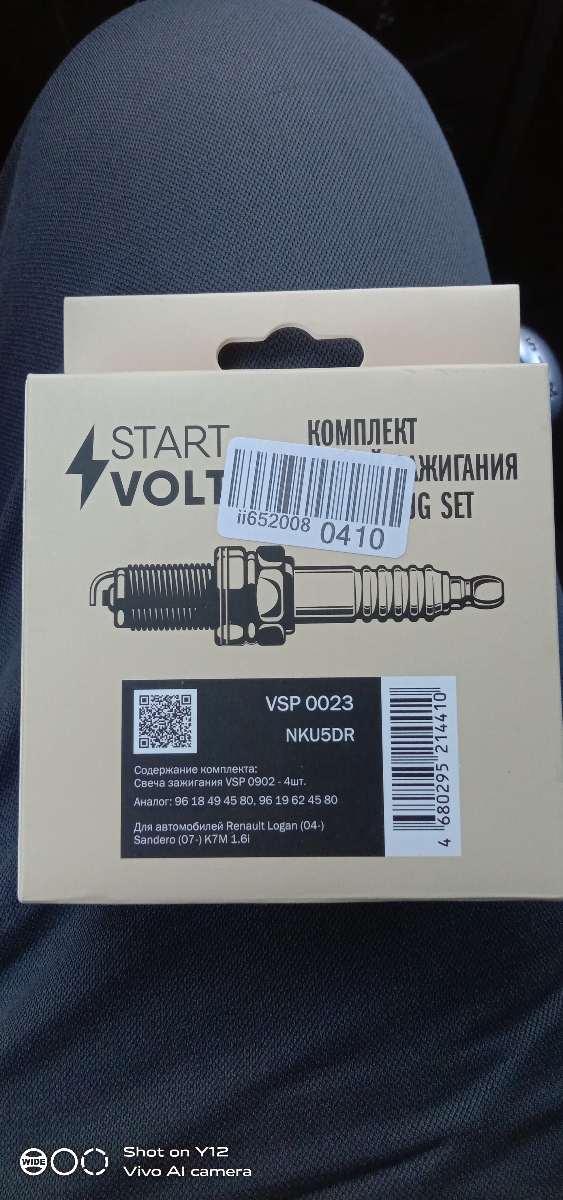 START
VOLT
КОМПЛЕКТ
ЗАЖИГАНИЯ
SET
ii652008 0410
VSP 0023
NKU5DR
Содержание комплекта:
Свеча зажигания VSP 0902 - 4шт.
Аналог: 96 18 49 45 80, 96 19 62 45 80
Для автомобилей Renault Logan (04-)
Sandero (07-) K7M 1.6i
4 680295 214410
WIDE
Shot on Y12
Vivo AI camera